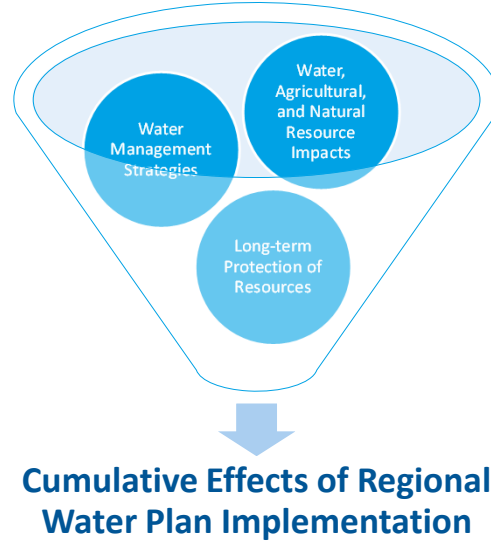 Water,
Agricultural,
and Natural
Resource
Impacts
Water
Management
Strategies
Long-term
Protection of
Resources
Cumulative Effects of Regional
Water Plan Implementation